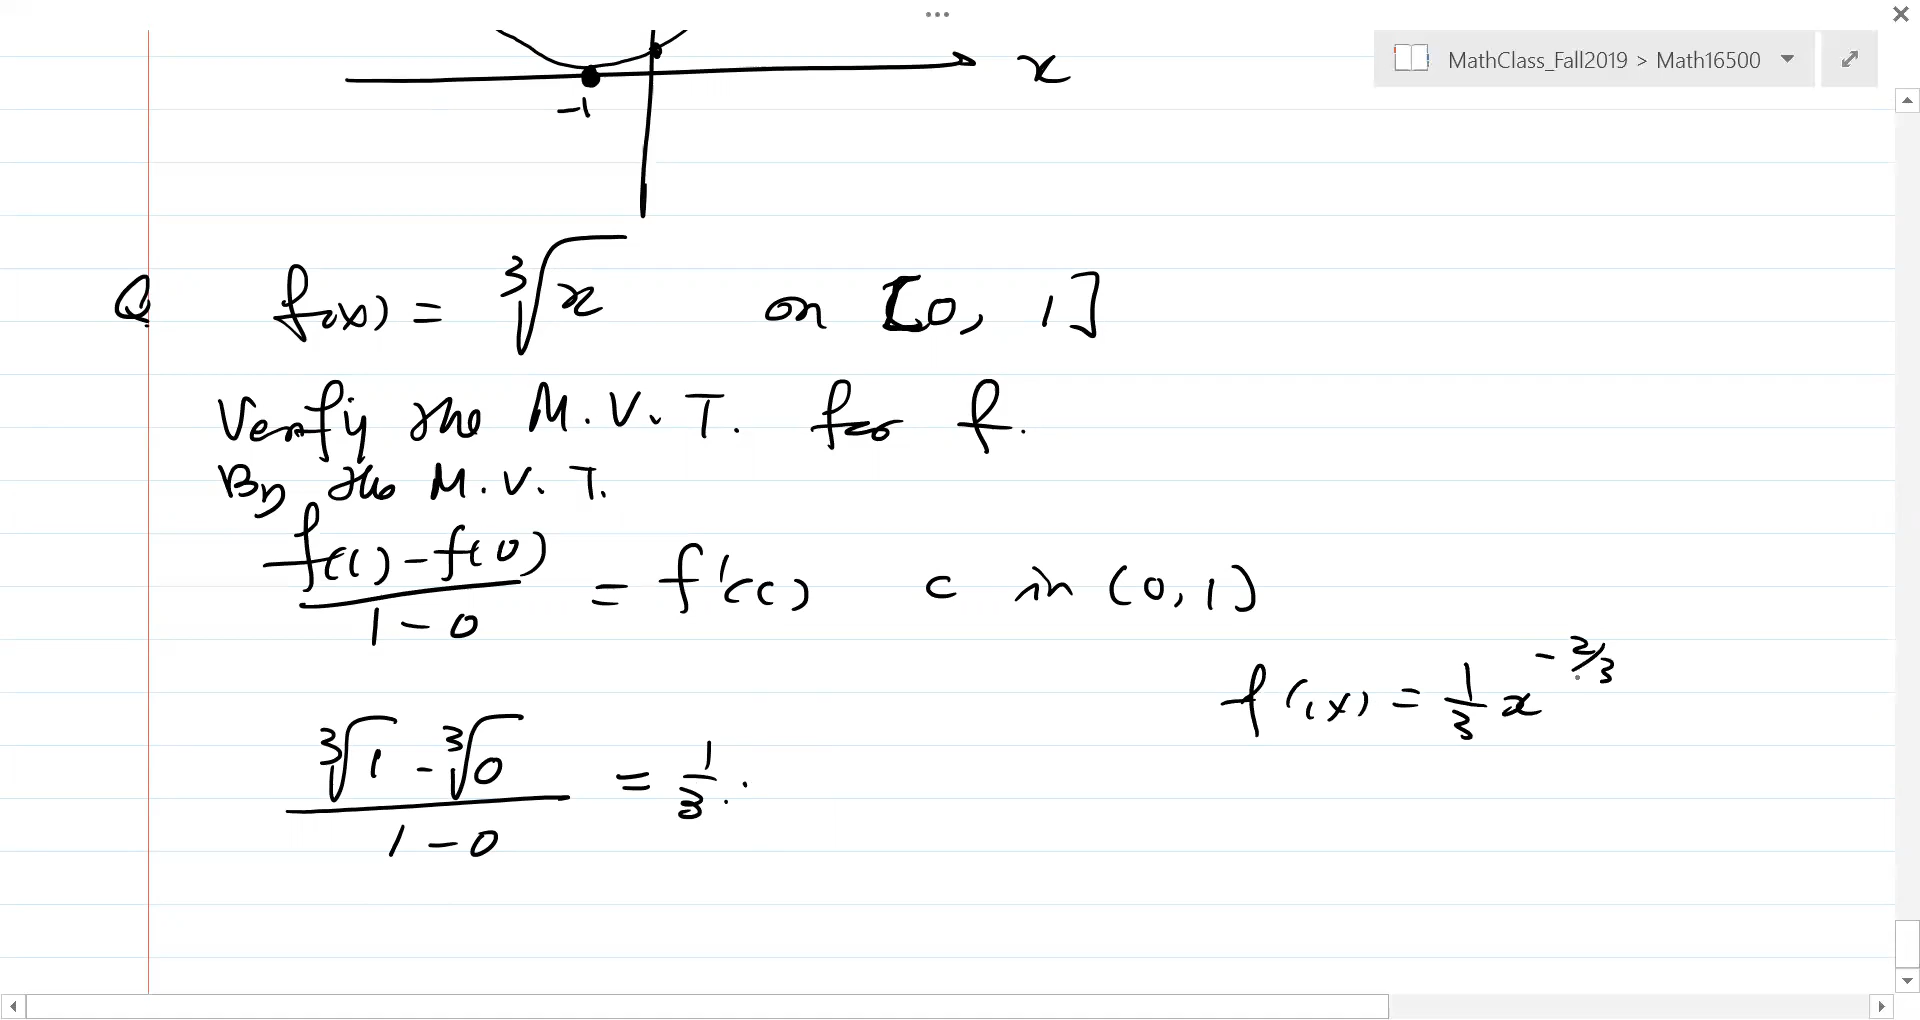 MathClass_Fall2019 > Math16500
x
-1
Q f(x) = ∛x on [0, 1]
Verify the M.V.T. for f.
By the M.V.T.
f(1) - f(0) / 1 - 0 = f'(c) c in (0, 1)
f'(x) = 1/3 x^-2/3
∛1 - ∛0 / 1 - 0 = 1/3 ·